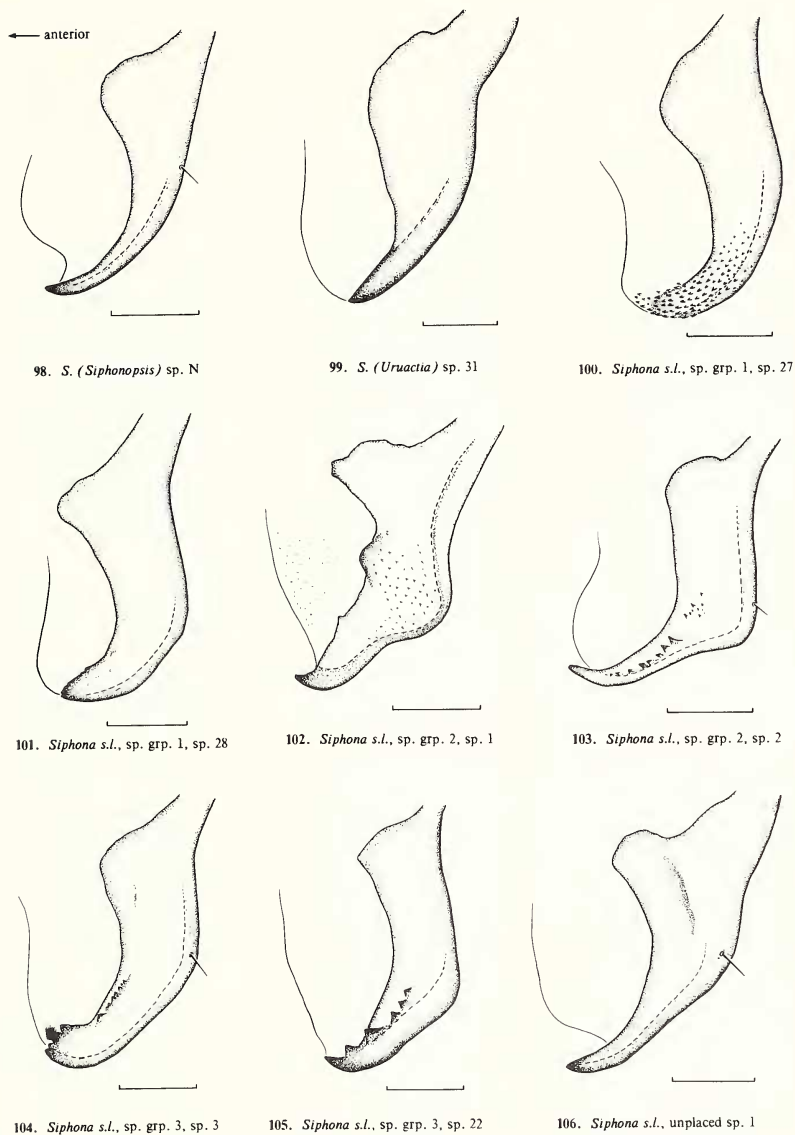 ← anterior
98. S. (Siphonopsis) sp. N
99. S. (Uruactia) sp. 31
100. Siphona s.l., sp. grp. 1, sp. 27
101. Siphona s.l., sp. grp. 1, sp. 28
102. Siphona s.l., sp. grp. 2, sp. 1
103. Siphona s.l., sp. grp. 2, sp. 2
104. Siphona s.l., sp. grp. 3, sp. 3
105. Siphona s.l., sp. grp. 3, sp. 22
106. Siphona s.l., unplaced sp. 1